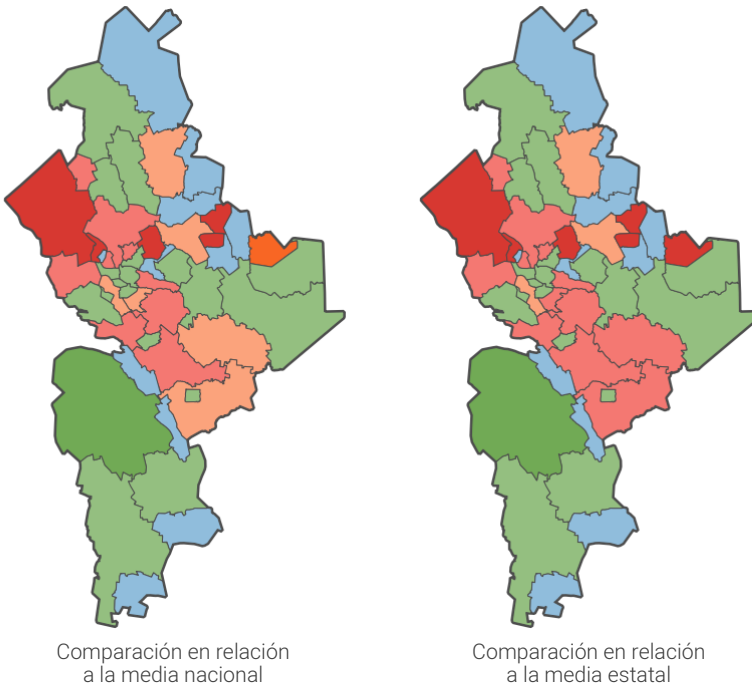 Comparación en relación
a la media nacional
Comparación en relación
a la media estatal